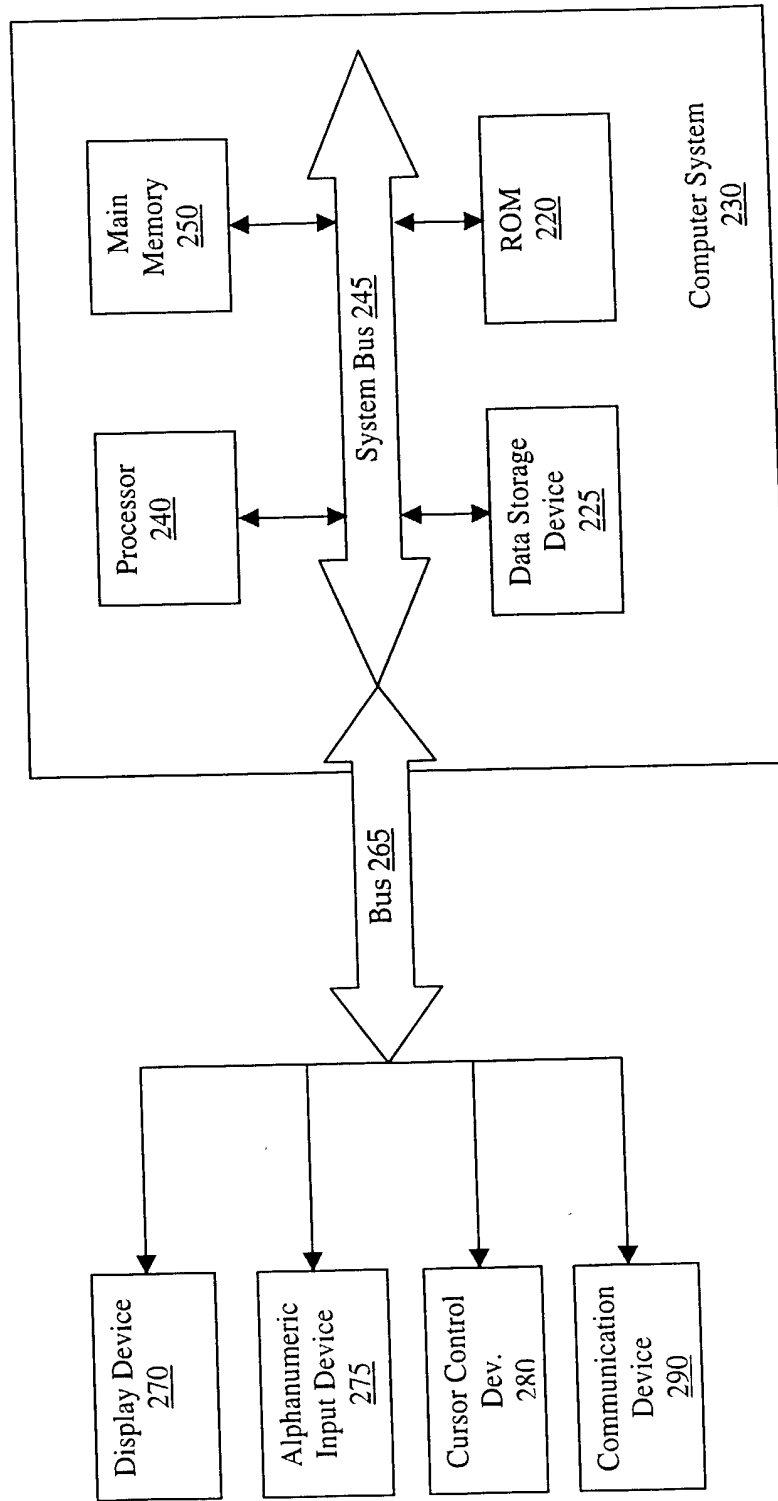 Display Device
270
Alphanumeric
Input Device
275
Cursor Control
Dev.
280
Communication
Device
290
Bus 265
Processor
240
Main
Memory
250
System Bus 245
Data Storage
Device
225
ROM
220
Computer System
230